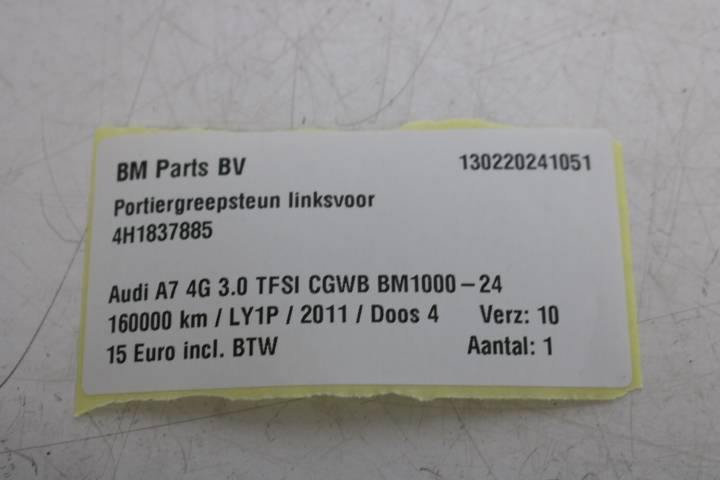 BM Parts BV 130220241051
Portiergreepsteun linksvoor
4H1837885
Audi A7 4G 3.0 TFSI CGWB BM1000-24
160000 km / LY1P / 2011 / Doos 4 Verz: 10
15 Euro incl. BTW Aantal: 1